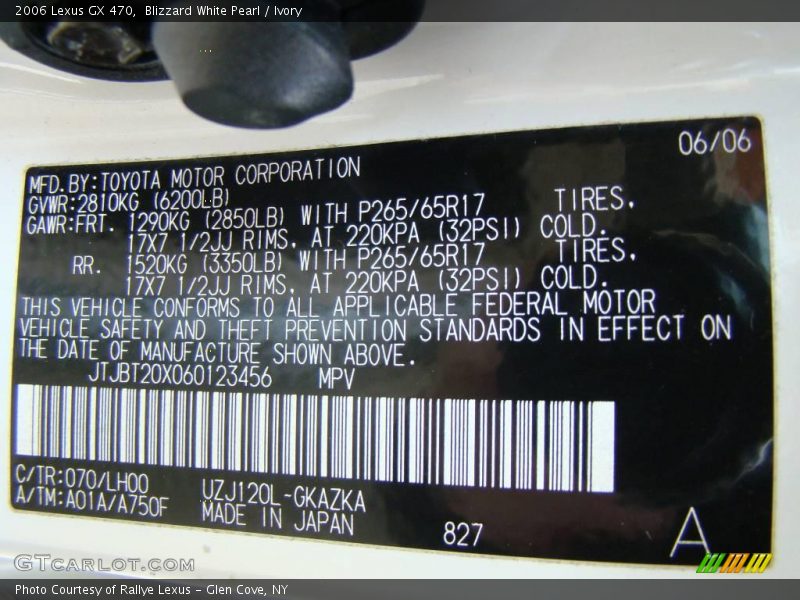 2006 Lexus GX 470, Blizzard White Pearl / Ivory
06/06
MFD.BY:TOYOTA MOTOR CORPORATION
GVWR:2810KG (6200LB)
GAWR:FRT. 1290KG (2850LB) WITH P265/65R17 TIRES,
17X7 1/2JJ RIMS, AT 220KPA (32PSI) COLD.
RR. 1520KG (3350LB) WITH P265/65R17 TIRES,
17X7 1/2JJ RIMS, AT 220KPA (32PSI) COLD.
THIS VEHICLE CONFORMS TO ALL APPLICABLE FEDERAL MOTOR
VEHICLE SAFETY AND THEFT PREVENTION STANDARDS IN EFFECT ON
THE DATE OF MANUFACTURE SHOWN ABOVE.
JTJBT20X060123456 MPV
C/TR:070/LH00 UZJ120L-GKAZKA
A/TM:A01A/A750F MADE IN JAPAN
827
A
GTcarlot.com
Photo Courtesy of Rallye Lexus - Glen Cove, NY